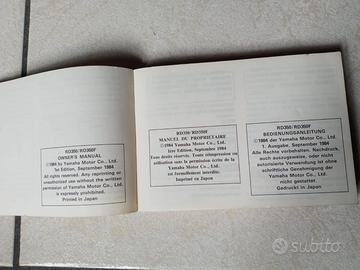 RD350/RD350F
OWNER'S MANUAL
©1984 by Yamaha Motor Co., Ltd.
1st Edition, September 1984
All rights reserved. Any reprinting or
unauthorized use without the written
permission of Yamaha Motor Co., Ltd.
is expressly prohibited.
Printed in Japan
RD350/RD350F
MANUEL DU PROPRIETAIRE
©1984 Yamaha Motor Co., Ltd.
1ère Edition, Septembre 1984
Tous droits réservés. Toute réimpression ou
utilisation sans la permission écrite de la
Yamaha Motor Co., Ltd.
est formellement interdite.
Imprimé en Japon
RD350/RD350F
BEDIENUNGSANLEITUNG
©1984 der Yamaha Motor Co., Ltd.
1. Ausgabe, September 1984
Alle Rechte vorbehalten. Nachdruck,
auch auszugsweise, oder nicht
autorisierte Verwendung ist ohne
schriftliche Genehmigung der
Yamaha Motor Co., Ltd.
nicht gestattet
Gedruckt in Japan
subito